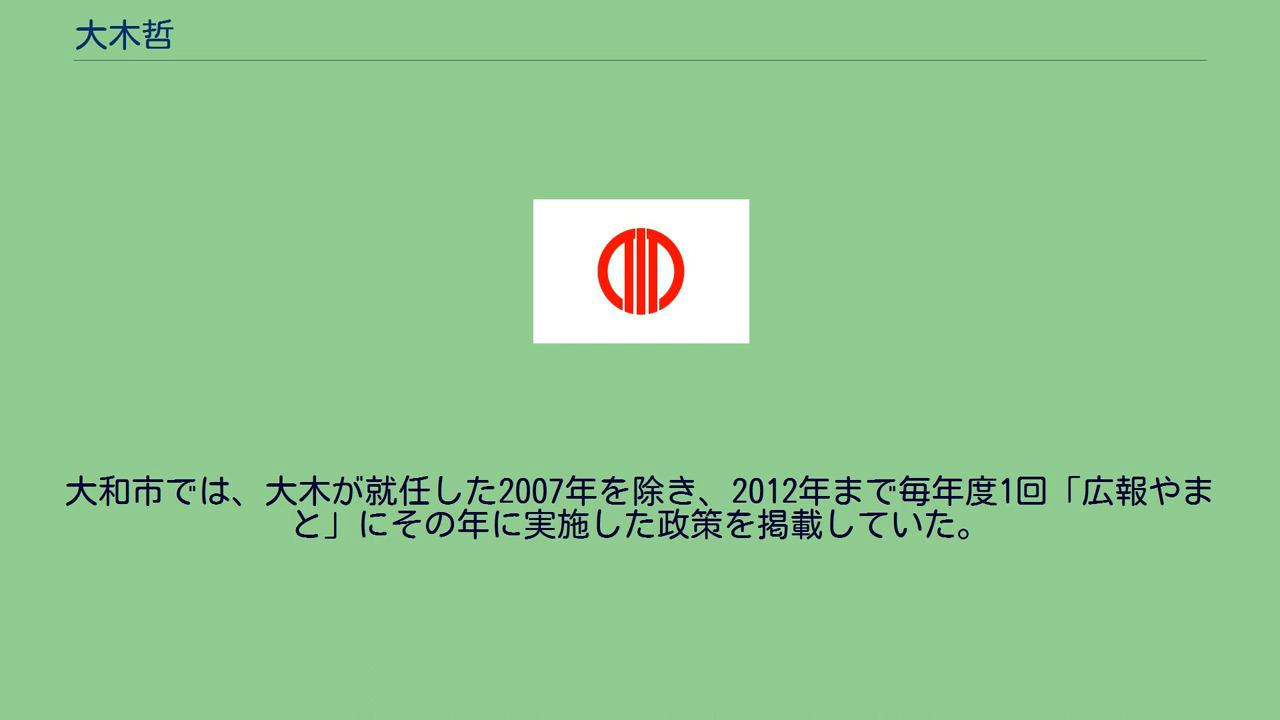 大木哲
大和市では、大木が就任した2007年を除き、2012年まで毎年度1回「広報やま
と」にその年に実施した政策を掲載していた。